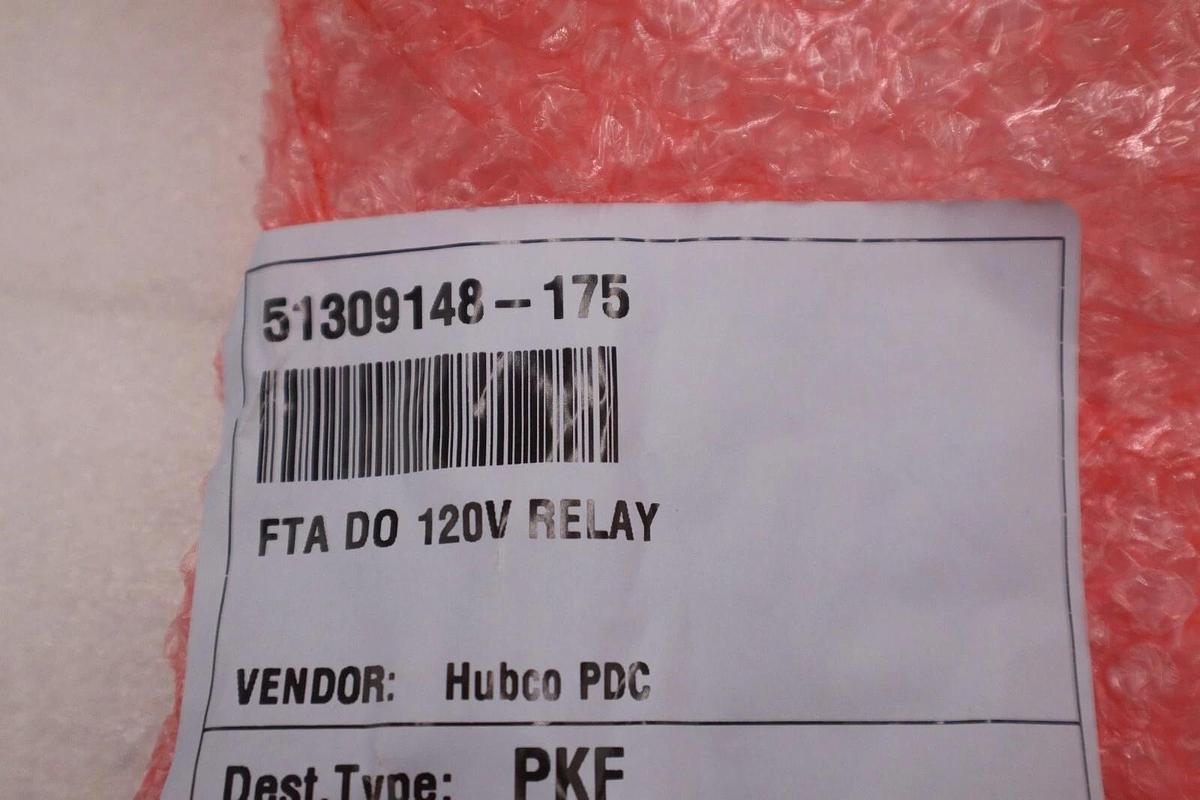 51309148-175
FTA DO 120V RELAY
VENDOR: Hubco PDC
Dest.Type: PKF